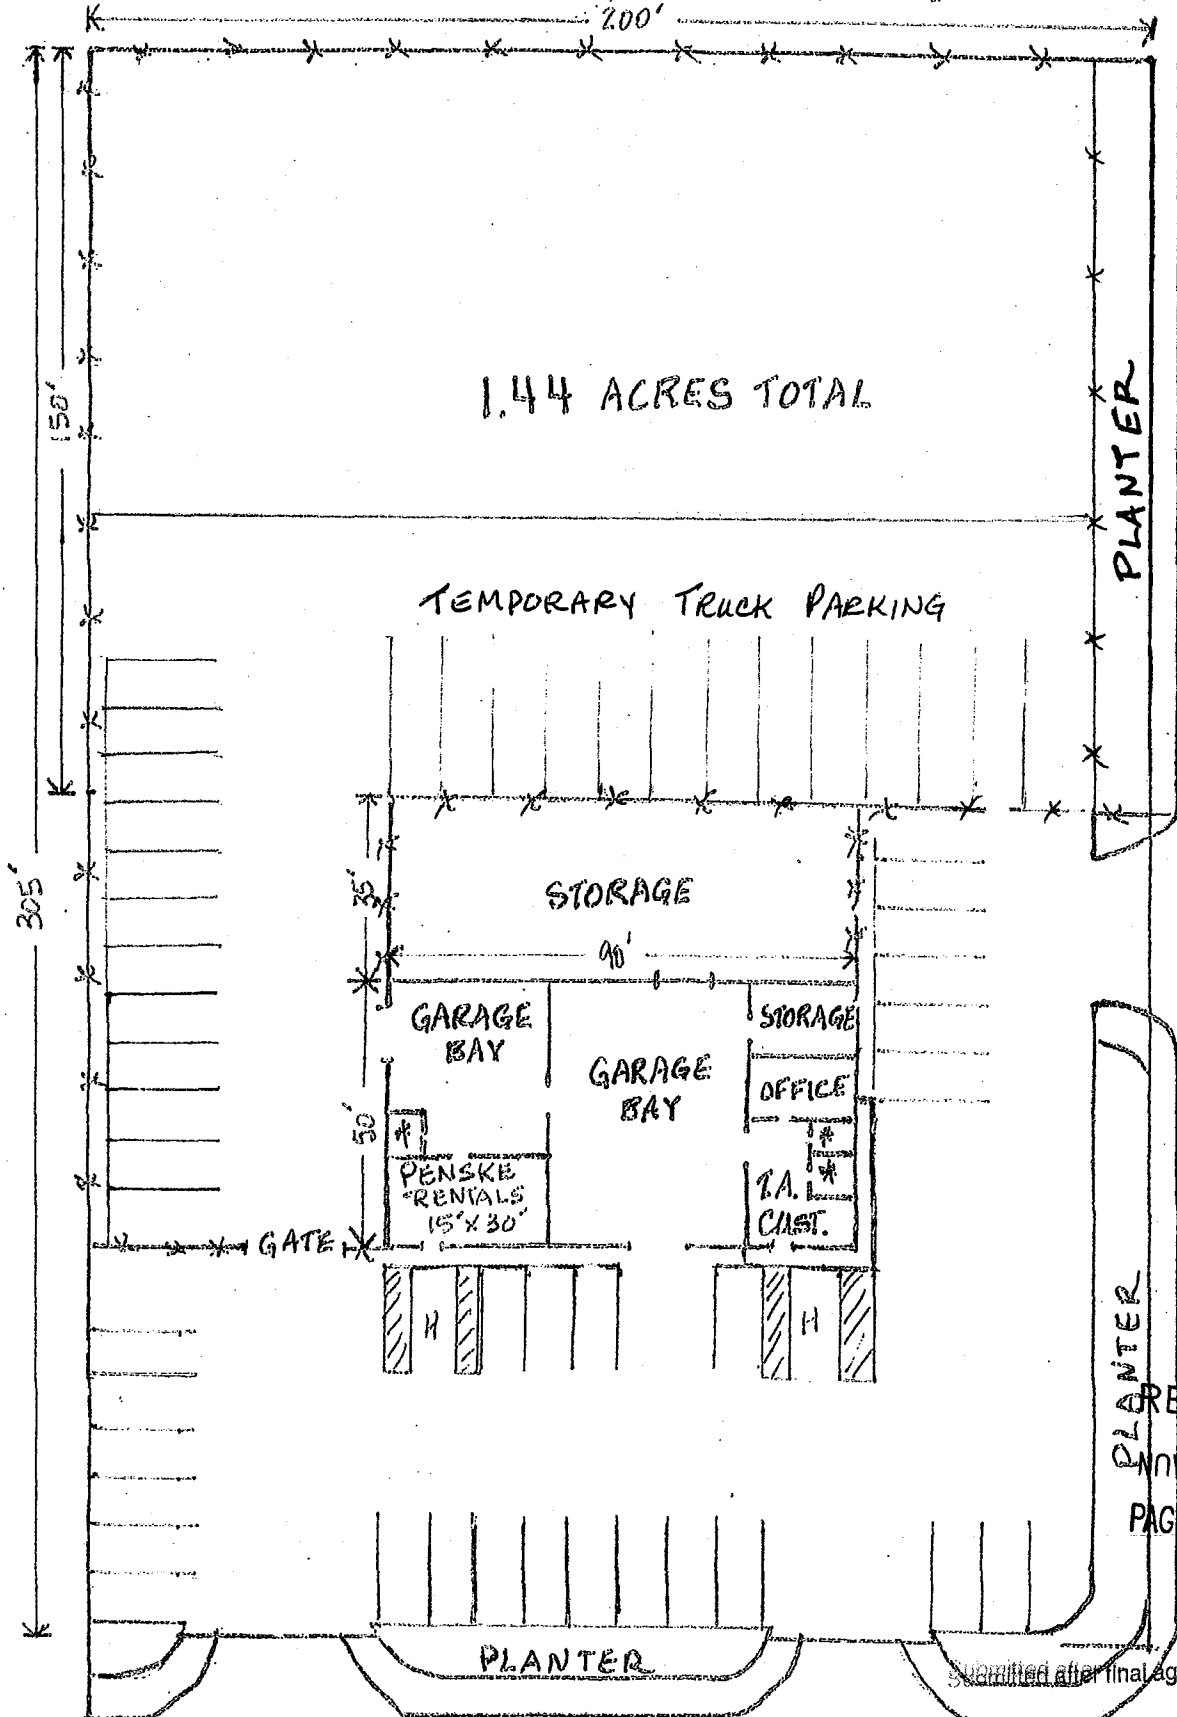 200'
150'
1.44 ACRES TOTAL
PLANTER
TEMPORARY TRUCK PARKING
305'
35'
STORAGE
90'
GARAGE
BAY
STORAGE
GARAGE
BAY
OFFICE
50'
*
*
*
PENSKE
RENTALS
15' X 30'
T.A.
CUST.
GATE
H
H
PLANTER
PAG
PLANTER
Submitted after final ag